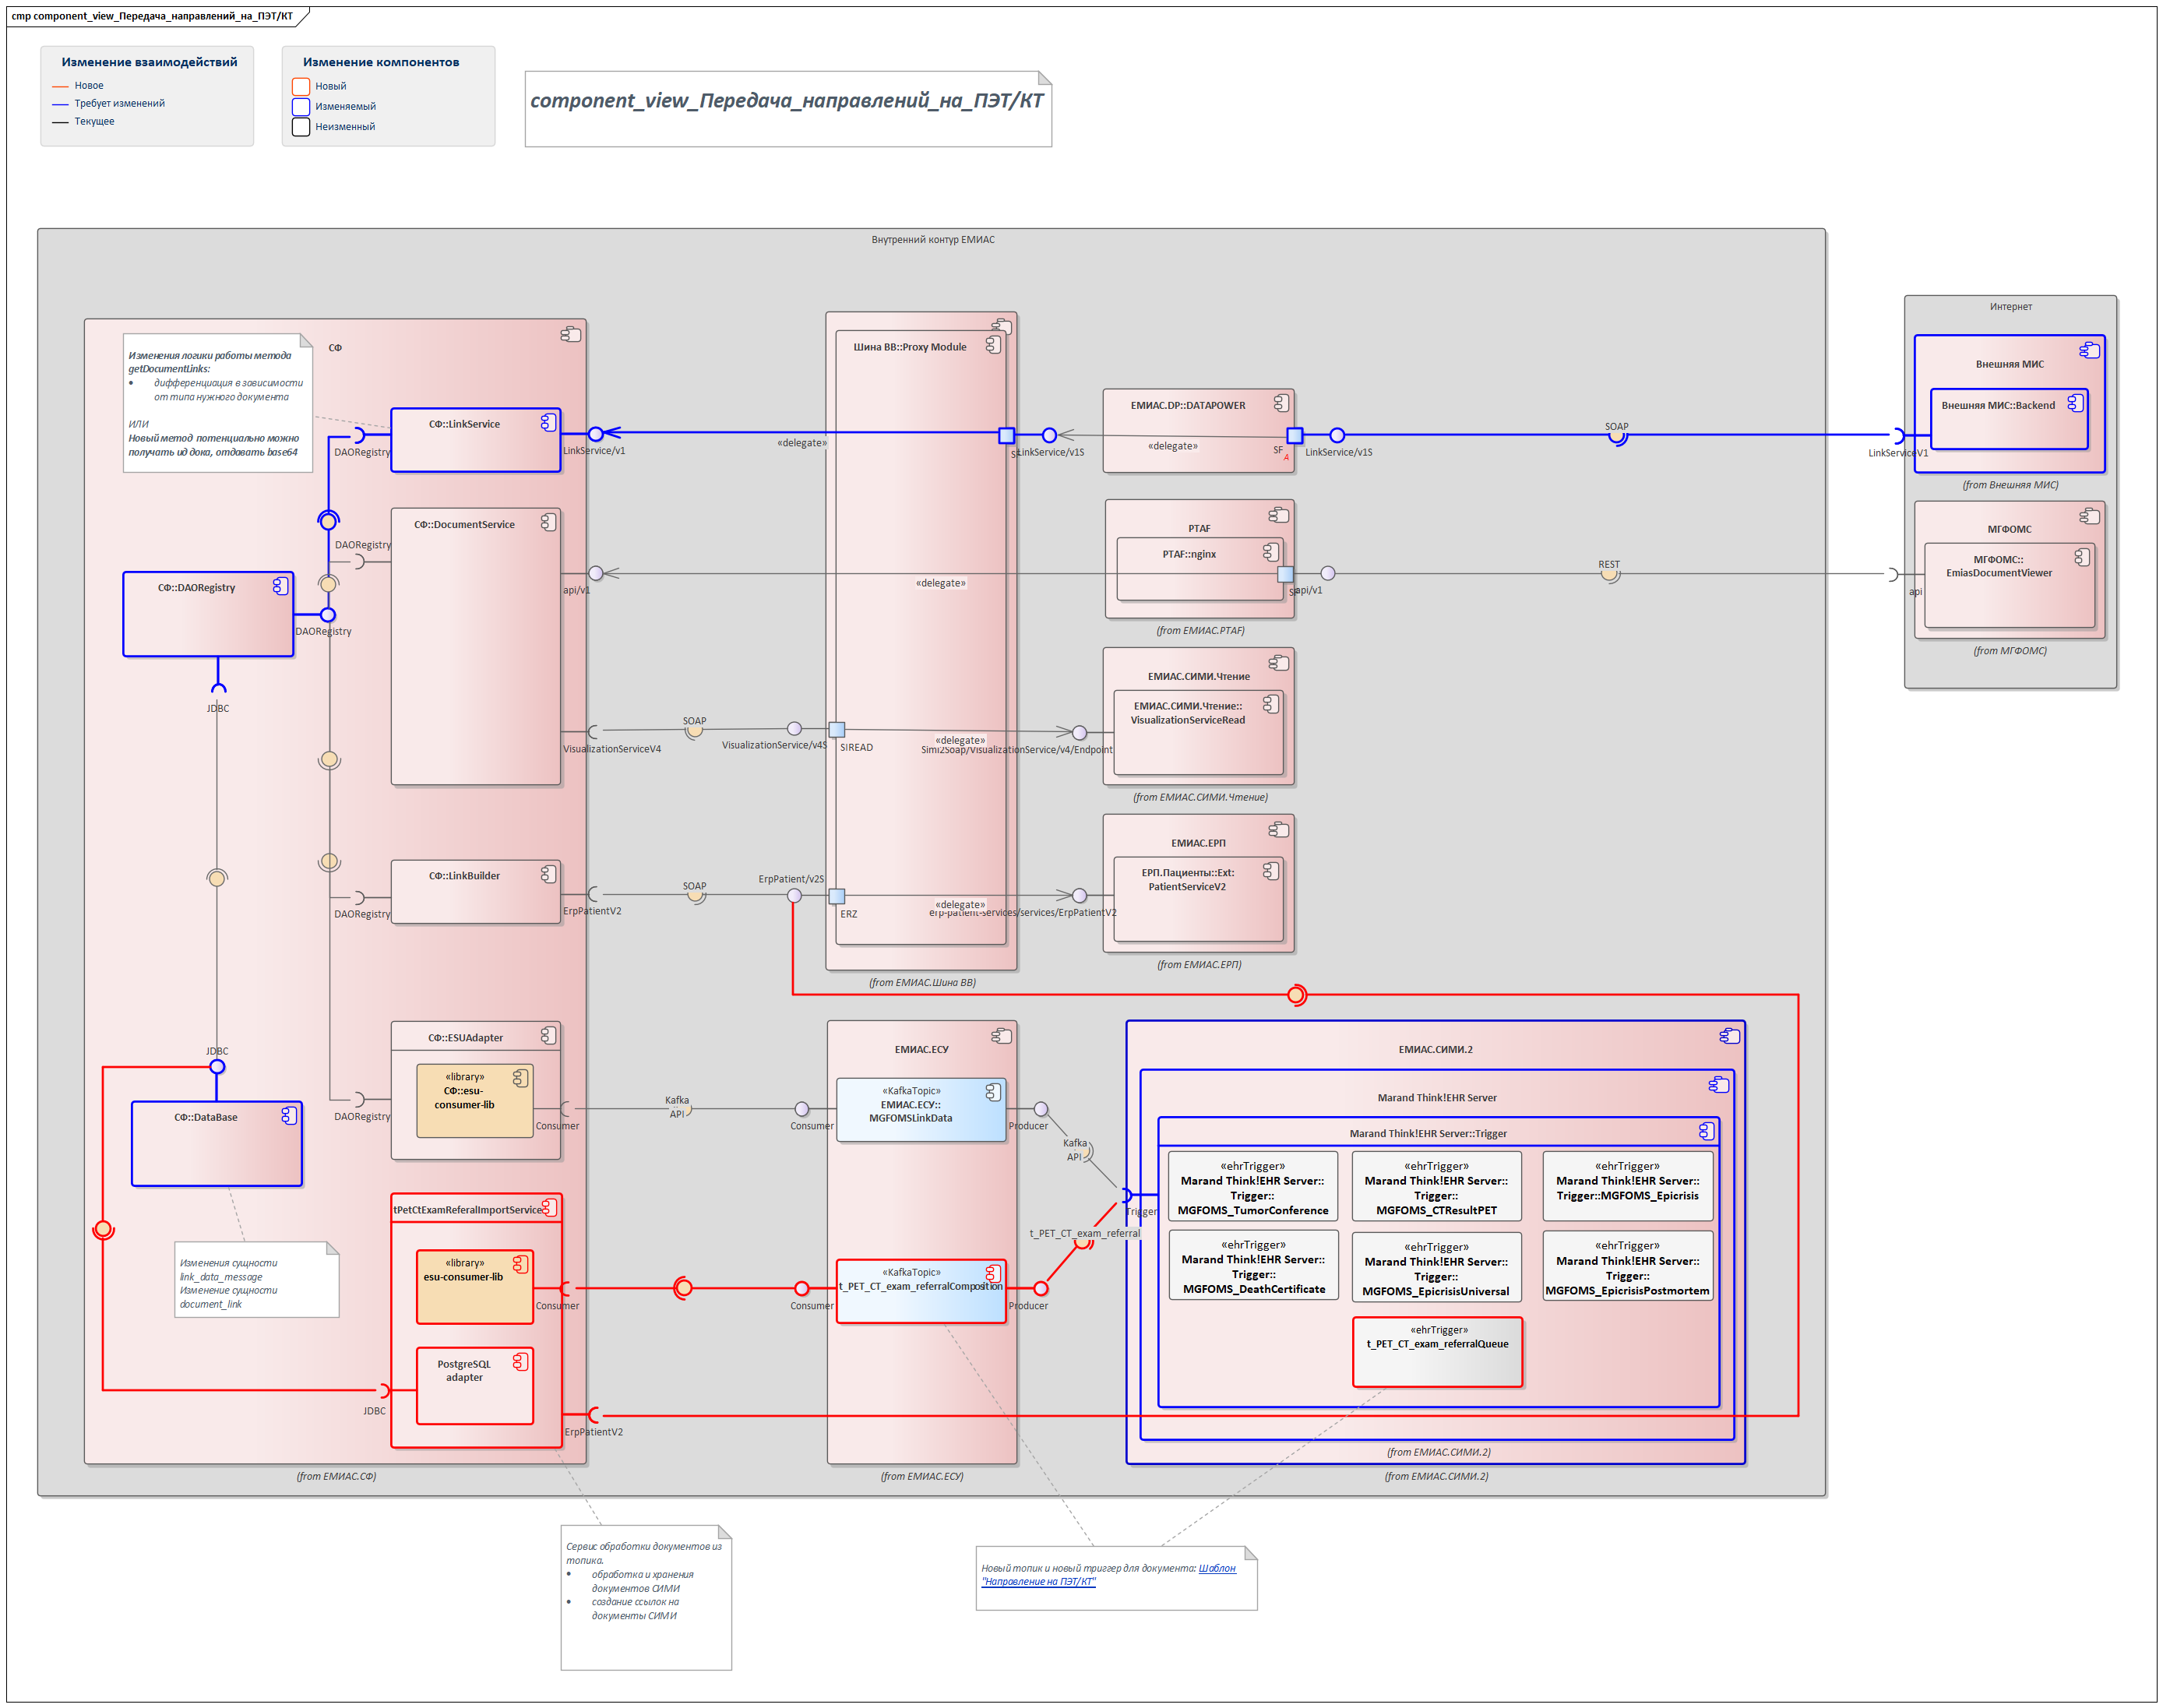 cmp component_view_Передача_направлений_на_ПЭТ/КТ
Изменение взаимодействий
Новое
Требует изменений
Текущее
Изменение компонентов
Новый
Изменяемый
Неизменный
component_view_Передача_направлений_на_ПЭТ/КТ
Внутренний контур ЕМИАС
Интернет
СФ
Изменения логики работы метода
getDocumentLinks:
• дифференциация в зависимости
от типа нужного документа
ИЛИ
Новый метод потенциально можно
получать ид дока, отдавать base64
СФ::LinkService
DAORegistry
LinkService/v1
Шина ВВ::Proxy Module
«delegate»
LinkService/v1S
ЕМИАС.DP::DATAPOWER
«delegate»
SF
A
LinkService/v1S
SOAP
LinkServiceV1
Внешняя МИС
Внешняя МИС::Backend
(from Внешняя МИС)
СФ::DocumentService
DAORegistry
api/v1
«delegate»
PTAF
PTAF::nginx
api/v1
(from ЕМИАС.PTAF)
REST
api
МГФОМС
МГФОМС::
EmiasDocumentViewer
(from МГФОМС)
СФ::DAORegistry
DAORegistry
JDBC
VisualizationServiceV4
SOAP
VisualizationService/v4S
SIREAD
«delegate»
Simi2Soap/VisualizationService/v4/Endpoint
ЕМИАС.СИМИ.Чтение
ЕМИАС.СИМИ.Чтение::
VisualizationServiceRead
(from ЕМИАС.СИМИ.Чтение)
СФ::LinkBuilder
DAORegistry
ErpPatientV2
SOAP
ErpPatient/v2S
ERZ
«delegate»
erp-patient-services/services/ErpPatientV2
ЕМИАС.ЕРП
ЕРП.Пациенты::Ext:
PatientServiceV2
(from ЕМИАС.ЕРП)
(from ЕМИАС.Шина ВВ)
СФ::ESUAdapter
«library»
СФ::esu-
consumer-lib
DAORegistry
Consumer
Kafka
API
Consumer
ЕМИАС.ЕСУ
«KafkaTopic»
ЕМИАС.ЕСУ::
MGFOMSLinkData
Producer
Kafka
API
Trigger
t_PET_CT_exam_referral
ЕМИАС.СИМИ.2
Marand Think!EHR Server
Marand Think!EHR Server::Trigger
«ehrTrigger»
Marand Think!EHR Server::
Trigger::
MGFOMS_TumorConference
«ehrTrigger»
Marand Think!EHR Server::
Trigger::
MGFOMS_CTResultPET
«ehrTrigger»
Marand Think!EHR Server::
Trigger::MGFOMS_Epicrisis
«ehrTrigger»
Marand Think!EHR Server::
Trigger::
MGFOMS_DeathCertificate
«ehrTrigger»
Marand Think!EHR Server::
Trigger::
MGFOMS_EpicrisisUniversal
«ehrTrigger»
Marand Think!EHR Server::
Trigger::
MGFOMS_EpicrisisPostmortem
«ehrTrigger»
t_PET_CT_exam_referralQueue
(from ЕМИАС.СИМИ.2)
(from ЕМИАС.СИМИ.2)
JDBC
СФ::DataBase
Изменения сущности
link_data_message
Изменение сущности
document_link
tPetCtExamReferalImportService
«library»
esu-consumer-lib
Consumer
Consumer
«KafkaTopic»
t_PET_CT_exam_referralComposition
Producer
PostgreSQL
adapter
JDBC
ErpPatientV2
(from ЕМИАС.СФ)
(from ЕМИАС.ЕСУ)
Сервис обработки документов из
топика.
• обработка и хранения
документов СИМИ
• создание ссылок на
документы СИМИ
Новый топик и новый триггер для документа: Шаблон
"Направление на ПЭТ/КТ"